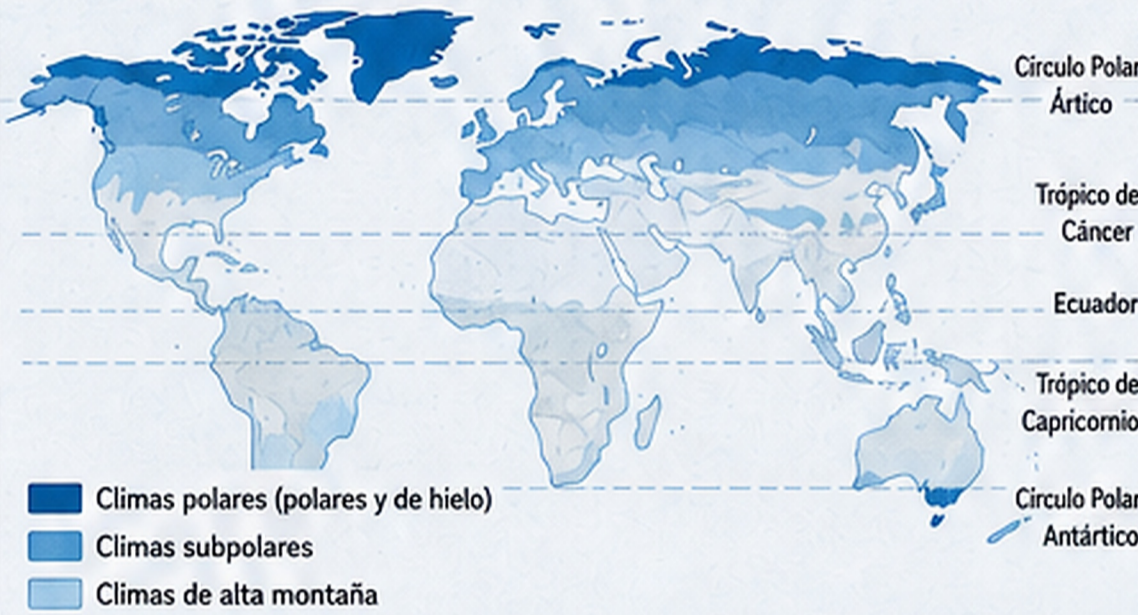 Círculo Polar
Ártico
Trópico de
Cáncer
Ecuador
Trópico de
Capricornio
Círculo Polar
Antártico
Climas polares (polares y de hielo)
Climas subpolares
Climas de alta montaña